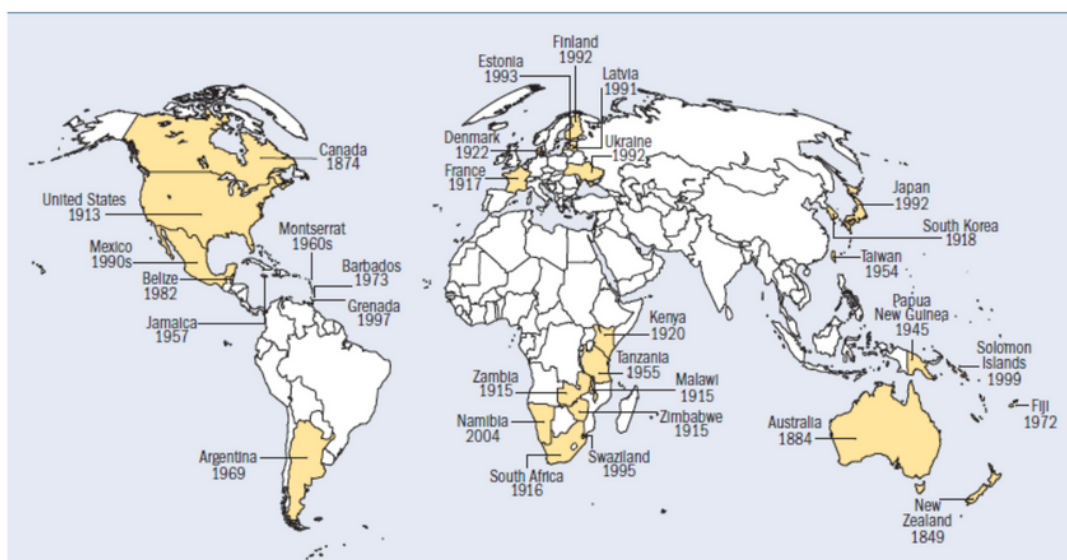 Finland
1992
Estonia
1993
Latvia
1991
Denmark
1922
Ukraine
1992
France
1917
Canada
1874
United States
1913
Montserrat
1960s
Mexico
1990s
Barbados
1973
Belize
1982
Grenada
1997
Jamaica
1957
Japan
1992
South Korea
1918
Taiwan
1954
Papua
New Guinea
1945
Solomon
Islands
1999
Kenya
1920
Tanzania
1955
Zambia
1915
Malawi
1915
Namibia
2004
Zimbabwe
1915
Fiji
1972
Australia
1884
Argentina
1969
Swaziland
1995
South Africa
1916
New
Zealand
1849